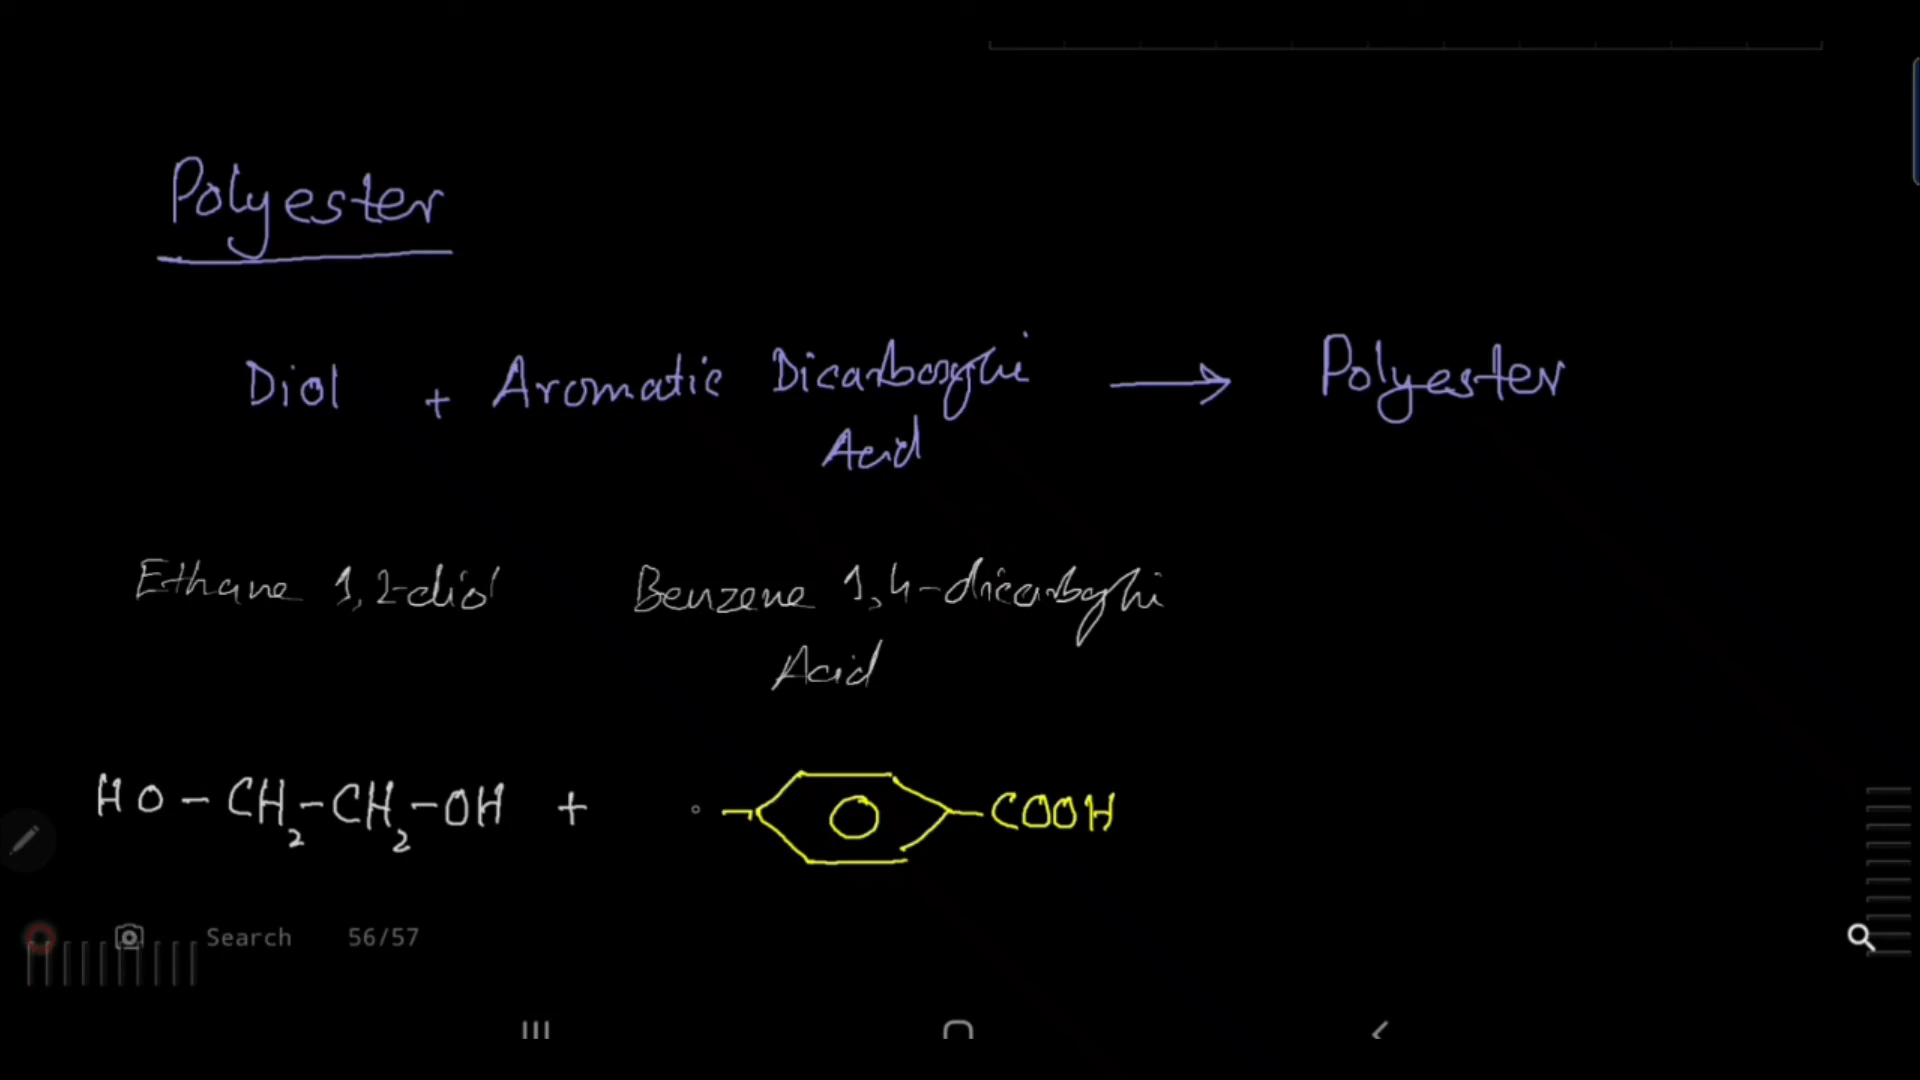 Polyester
Diol + Aromatic Dicarboxylic → Polyester
Acid
Ethane 1,2-diol Benzene 1,4-dicarboxylic
Acid
HO-CH₂-CH₂-OH + -COOH
Search 56/57